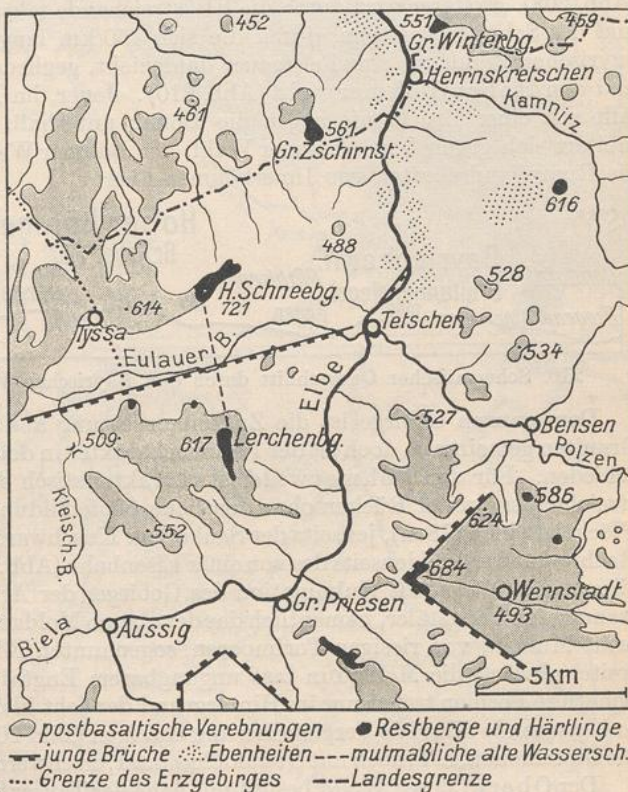 452
551
459
Gr. Winterbg.
Herrnskretschen
Kamnitz
461
561
Gr. Zschirnst.
616
488
528
H. Schneebg.
721
614
Tyssa
Tetschen
Eulauer B.
534
Elbe
527
Bensen
Polzen
509
617 Lerchenbg.
586
624
Kleisch-B.
552
684
Wernstadt
493
Gr. Priesen
Biela
Aussig
5km
postbasaltische Verebnungen Restberge und Härtlinge
junge Brüche Ebenheiten mutmaßliche alte Wassersch.
Grenze des Erzgebirges Landesgrenze